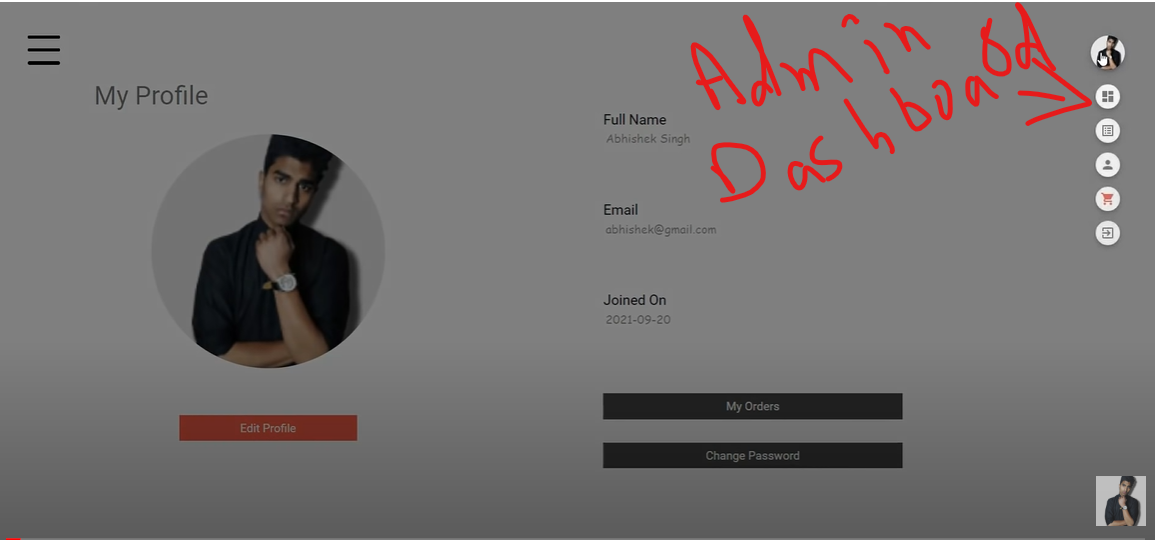 Admin
Dashboard
My Profile
Full Name
Abhishek Singh
Email
abhishek@gmail.com
Joined On
2021-09-20
Edit Profile
My Orders
Change Password